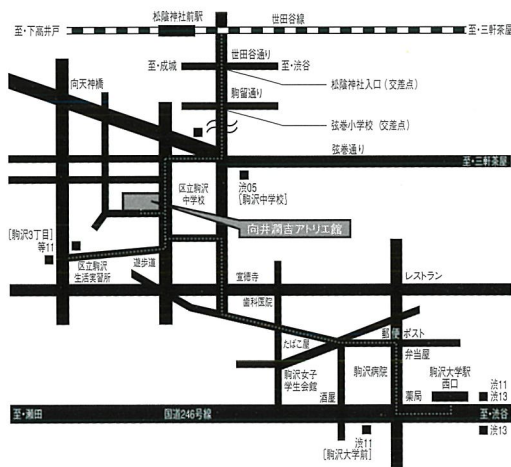 松陰神社前駅
世田谷線
至・下高井戸
至・三軒茶屋
世田谷通り
至・成城
至・渋谷
松陰神社入口(交差点)
向天神橋
駒留通り
弦巻小学校(交差点)
弦巻通り
至・三軒茶屋
区立駒沢
中学校
渋05
[駒沢中学校]
向井潤吉アトリエ館
[駒沢3丁目]
等11
区立駒沢
生活実習所
遊歩道
宣徳寺
レストラン
歯科医院
たばこ屋
郵便ポスト
弁当屋
駒沢女子
学生会館
駒沢病院
酒屋
薬局
駒沢大学駅
西口
渋11
渋13
至・瀬田
国道246号線
至・渋谷
渋11
[駒沢大学前]
渋13